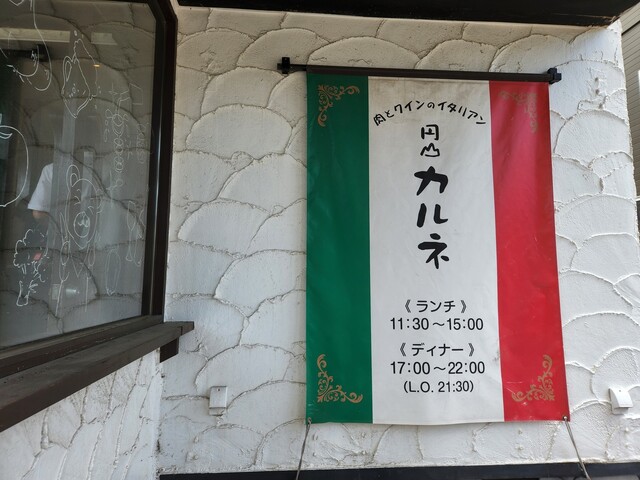 肉とワインのイタリアン
円山
カルネ
《 ランチ 》
11:30〜15:00
《 ディナー 》
17:00〜22:00
(L.O. 21:30)